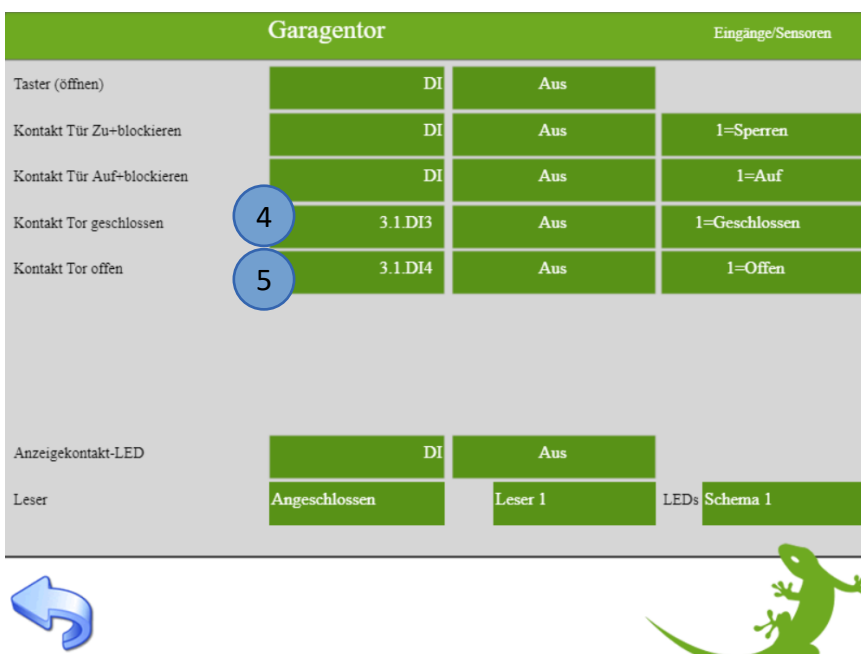 Garagentor Eingänge/Sensoren
Taster (öffnen) DI Aus
Kontakt Tür Zu+blockieren DI Aus 1=Sperren
Kontakt Tür Auf+blockieren DI Aus 1=Auf
Kontakt Tor geschlossen 4 3.1.DI3 Aus 1=Geschlossen
Kontakt Tor offen 5 3.1.DI4 Aus 1=Offen
Anzeigekontakt-LED DI Aus
Leser Angeschlossen Leser 1 LEDs Schema 1